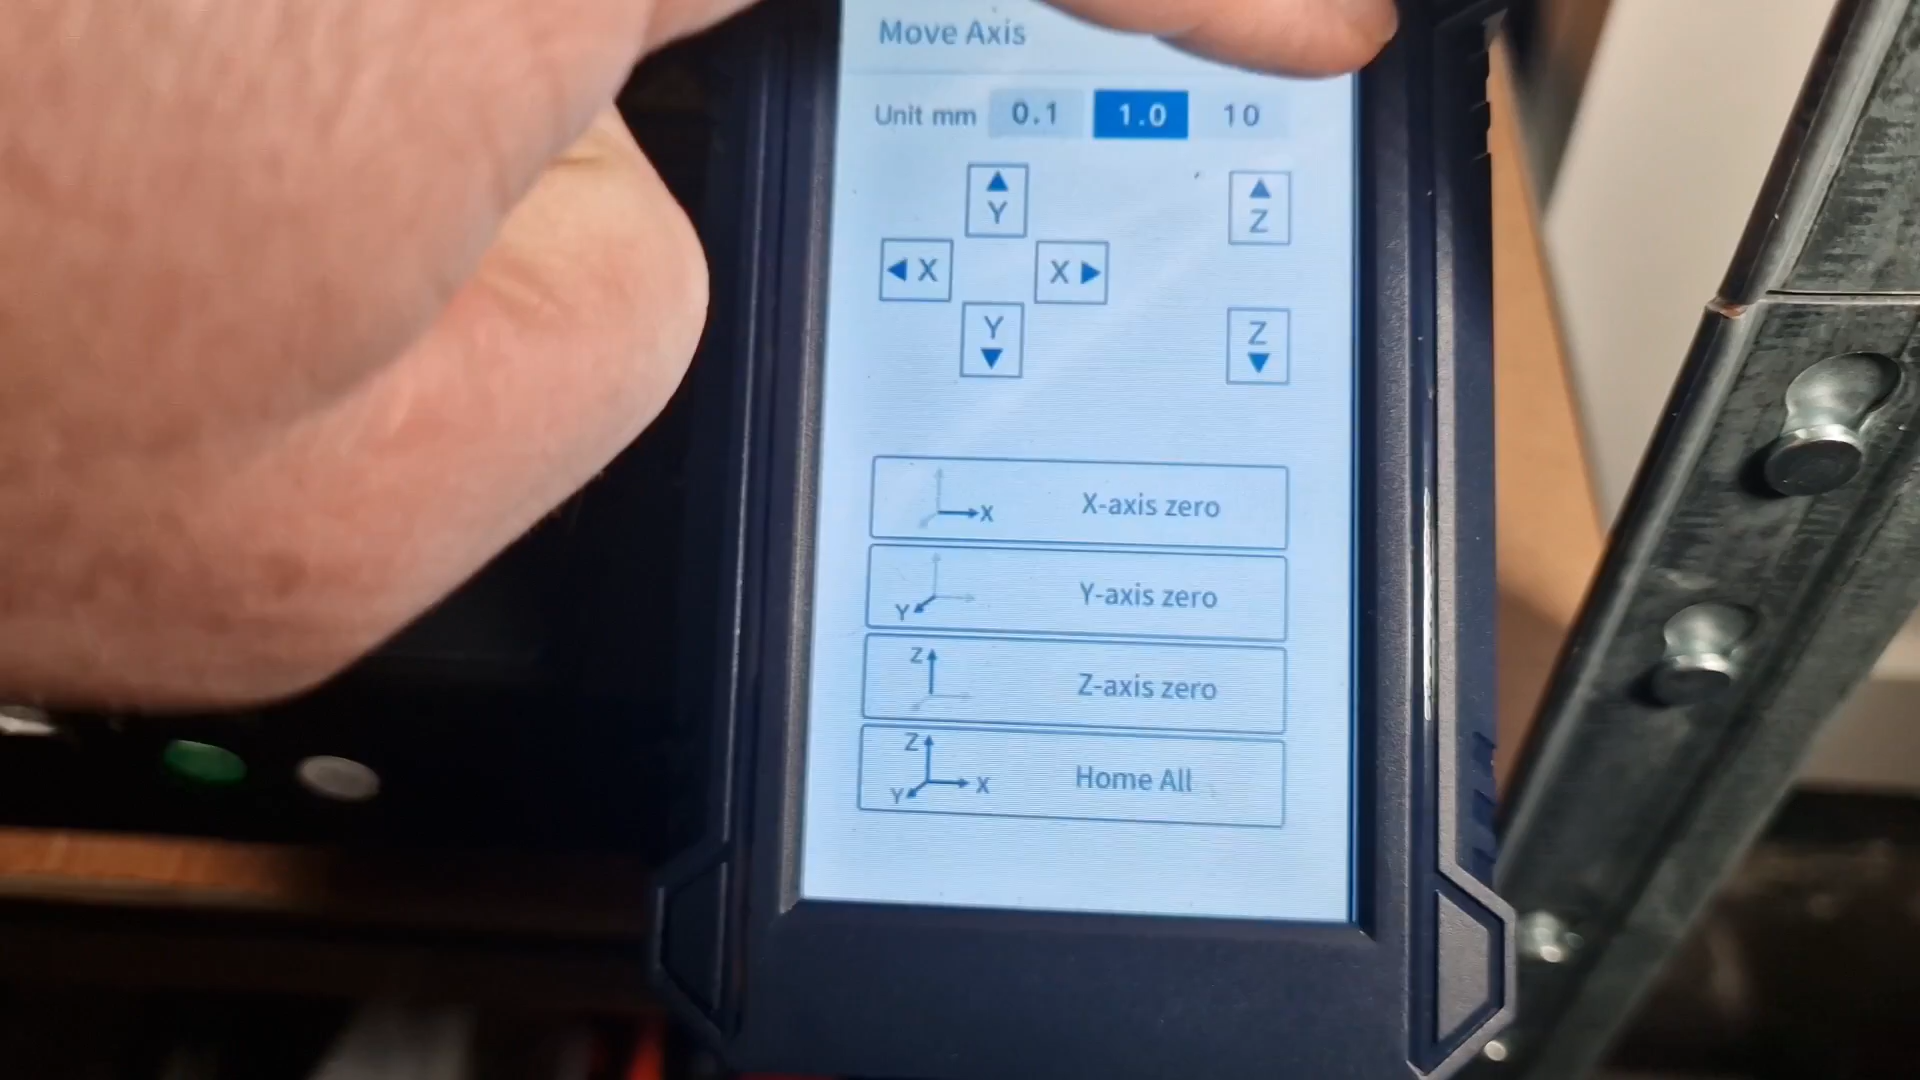 Move Axis
Unit mm 0.1 1.0 10
Y Z
X X
Y Z
X X-axis zero
Y Y-axis zero
Z Z-axis zero
Z
Y X Home All